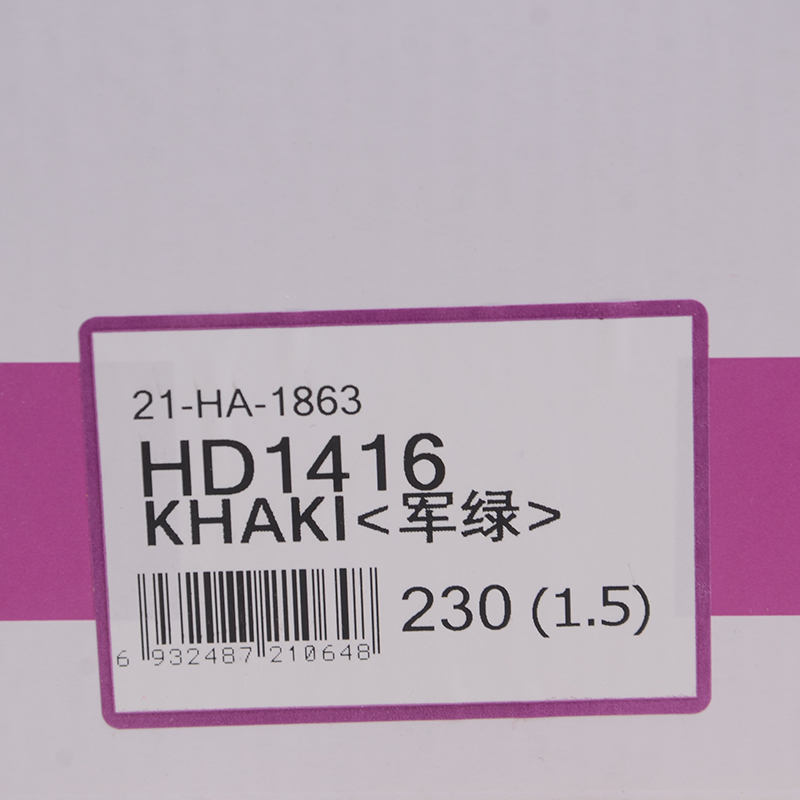 21-HA-1863
HD1416
KHAKI<军绿>
230 (1.5)
6 932487 210648